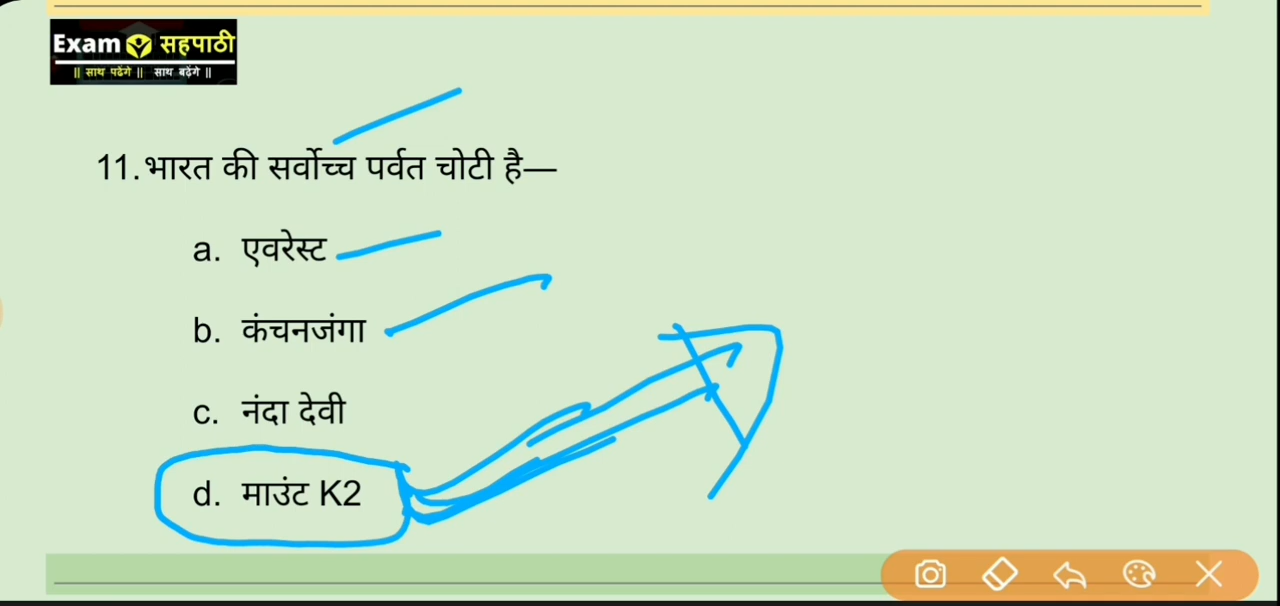 Exam सहपाठी
|| साथ पढेंगे || साथ बढ़ेंगे ||
11. भारत की सर्वोच्च पर्वत चोटी है—
a. एवरेस्ट
b. कंचनजंगा
c. नंदा देवी
d. माउंट K2